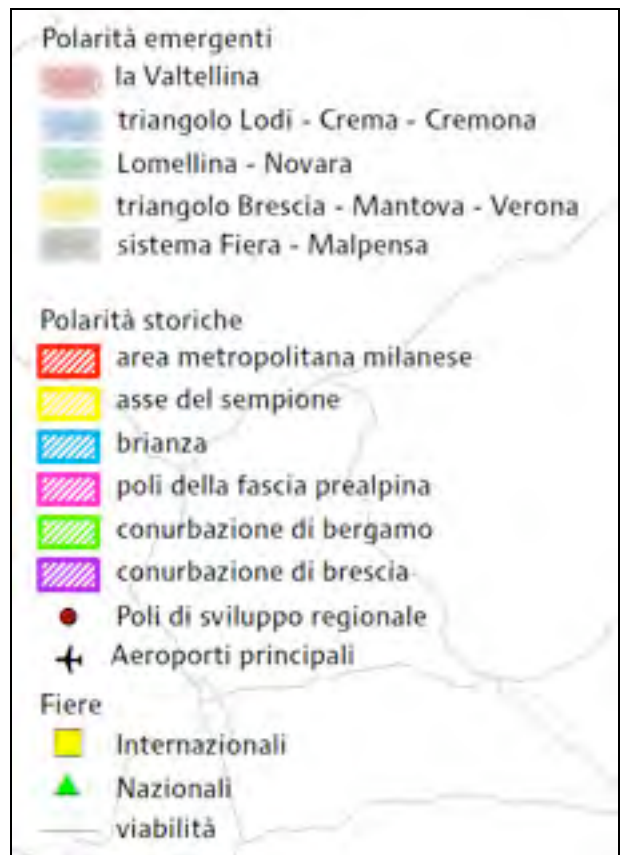 Polarità emergenti
la Valtellina
triangolo Lodi - Crema - Cremona
Lomellina - Novara
triangolo Brescia - Mantova - Verona
sistema Fiera - Malpensa
Polarità storiche
area metropolitana milanese
asse del sempione
brianza
poli della fascia prealpina
conurbazione di bergamo
conurbazione di brescia
Poli di sviluppo regionale
Aeroporti principali
Fiere
Internazionali
Nazionali
viabilità